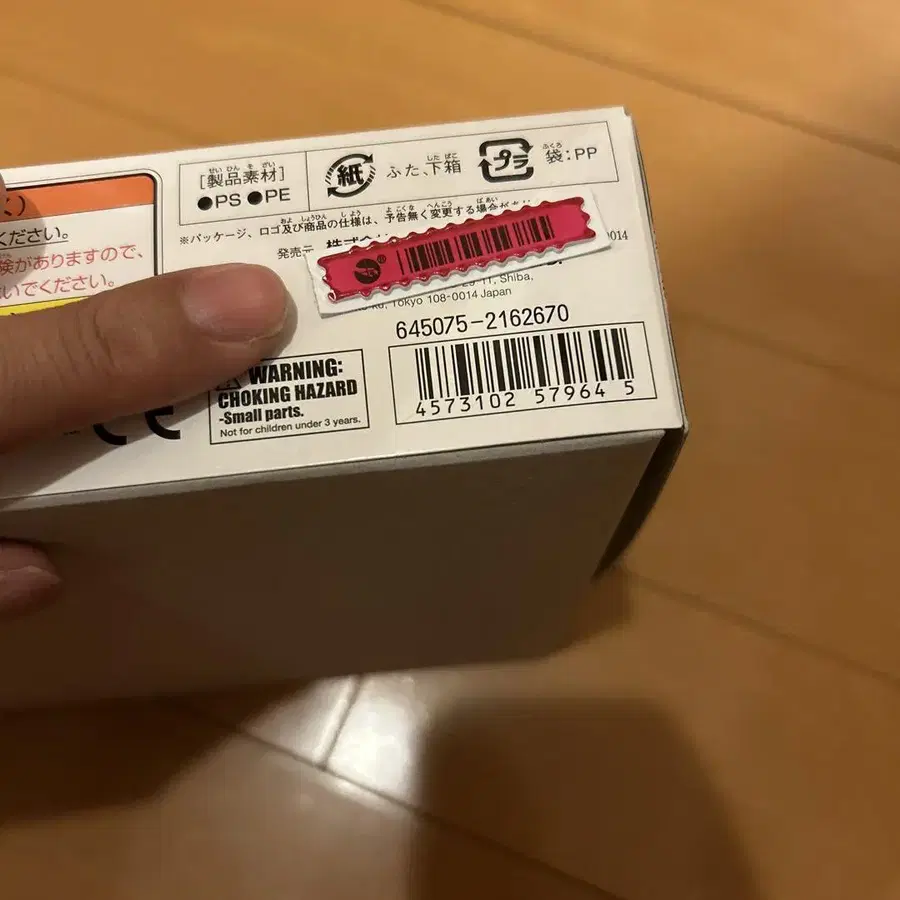 [製品素材]
●PS ●PE
紙 ふた、下箱
プラ 袋:PP
※パッケージ、ロゴ及び商品の仕様は、予告無く変更する場合が
発売元
0014
ください。
険がありますので、
いでください。
29-11, Shiba,
Tokyo 108-0014 Japan
645075-2162670
WARNING:
CHOKING HAZARD
-Small parts.
Not for children under 3 years.
4573102 57964 5